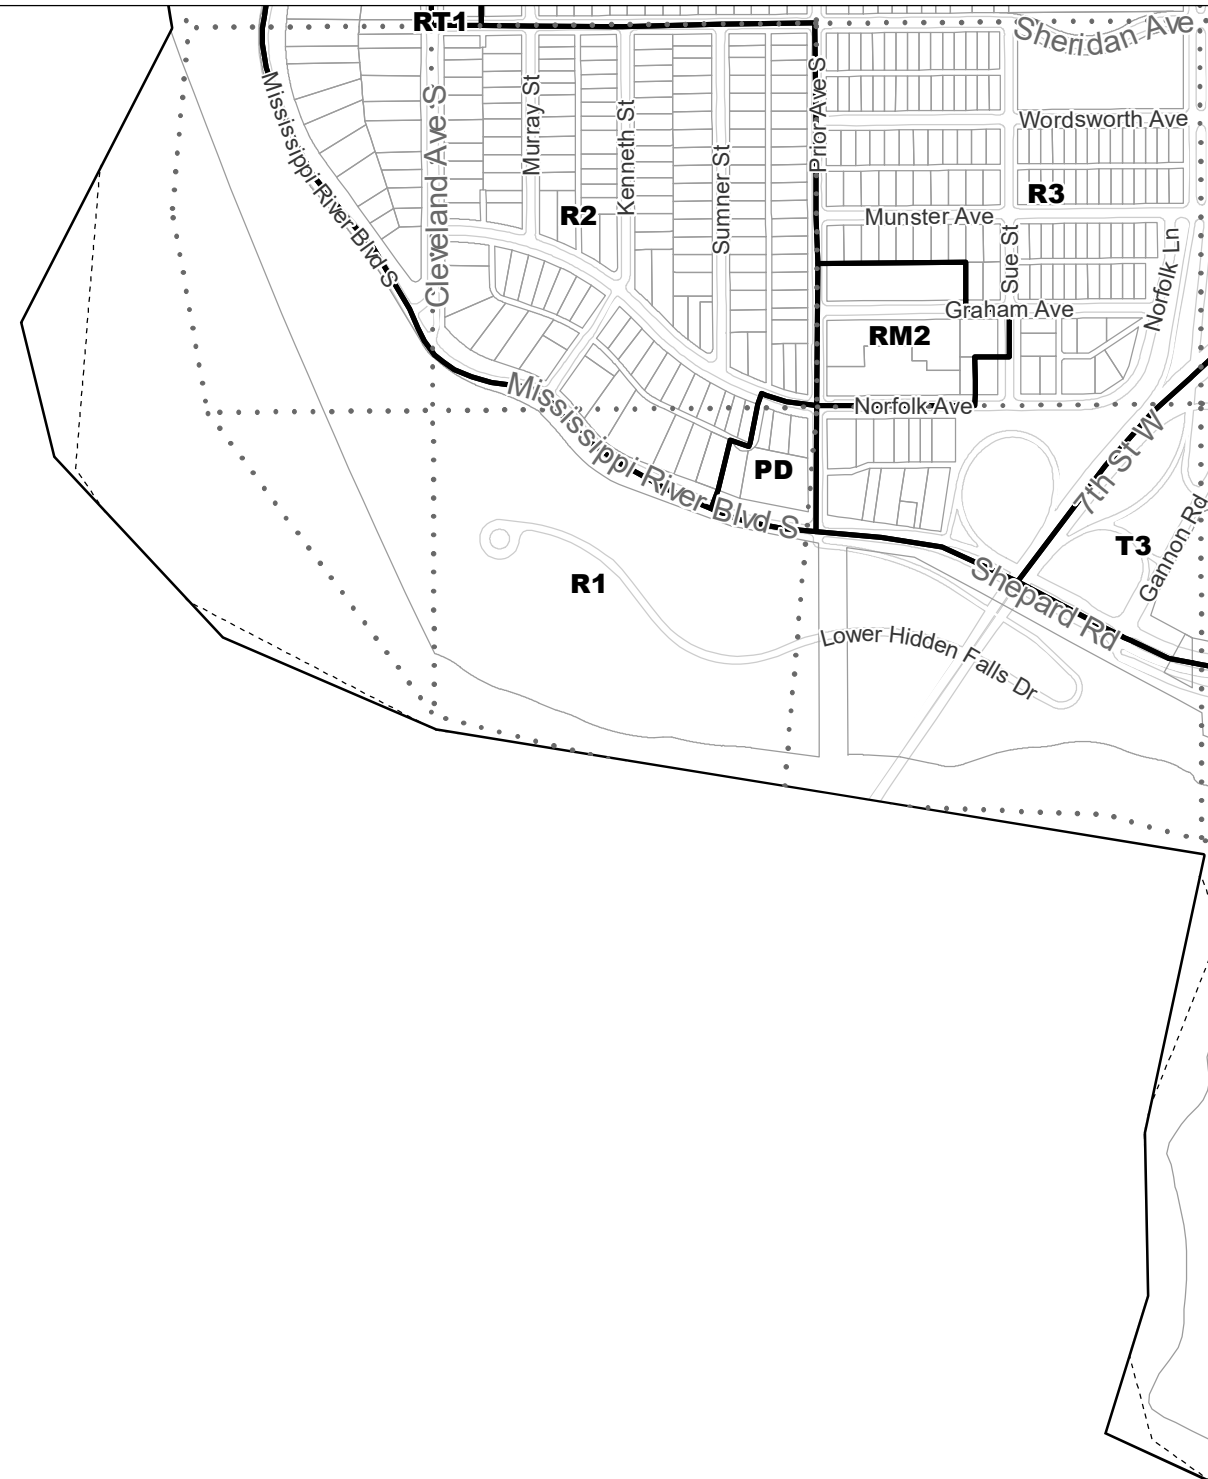 RT1
Sheridan Ave
Mississippi River Blvd S
Cleveland Ave S
Murray St
Kenneth St
Sumner St
Prior Ave S
Wordsworth Ave
R3
R2
Munster Ave
Sue St
Norfolk Ln
Graham Ave
RM2
Norfolk Ave
Mississippi River Blvd S
PD
7th St W
Gannon Rd
T3
R1
Shepard Rd
Lower Hidden Falls Dr